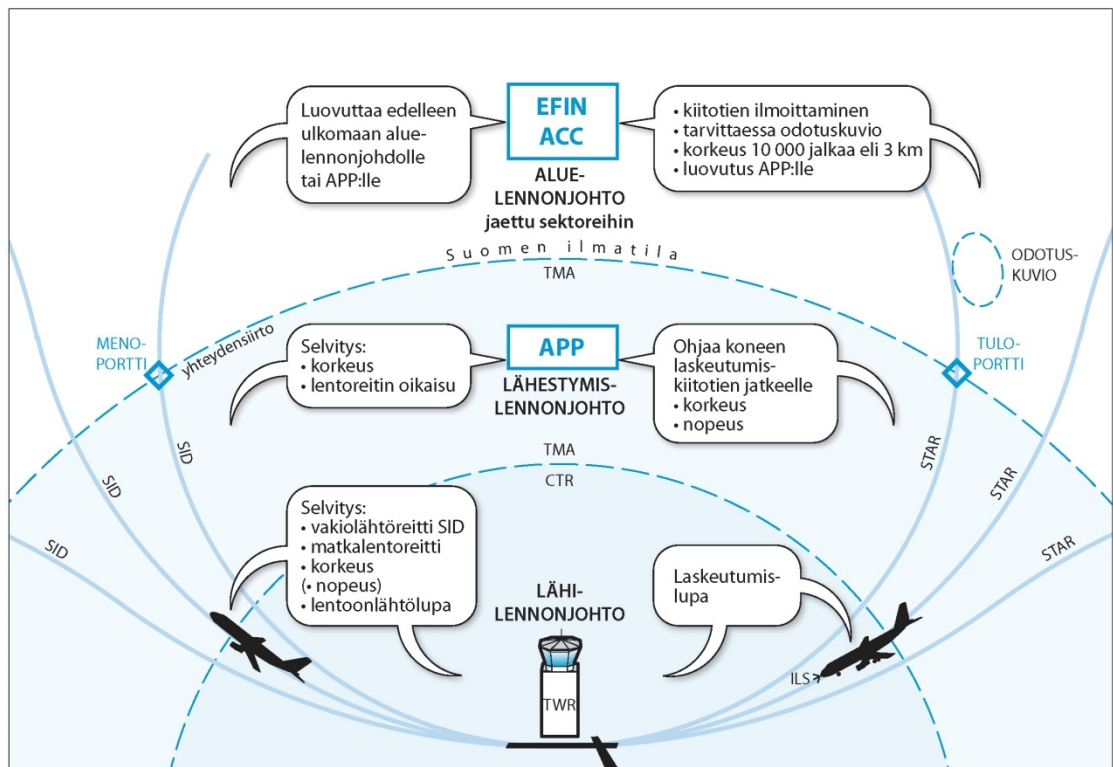 Luovuttaa edelleen
ulkomaan alue-
lennonjohdolle
tai APP:lle
EFIN
ACC
ALUE-
LENNONJOHTO
jaettu sektoreihin
• kiitotien ilmoittaminen
• tarvittaessa odotuskuvio
• korkeus 10 000 jalkaa eli 3 km
• luovutus APP:lle
Suomen ilmatila
TMA
ODOTUS-
KUVIO
MENO-
PORTTI
yhteydensiirto
Selvitys:
• korkeus
• lentoreitin oikaisu
APP
LÄHESTYMIS-
LENNONJOHTO
Ohjaa koneen
laskeutumis-
kiitotien jatkeelle
• korkeus
• nopeus
TULO-
PORTTI
SID
SID
SID
TMA
CTR
STAR
STAR
STAR
Selvitys:
• vakiolähtöreitti SID
• matkalentoreitti
• korkeus
(• nopeus)
• lentoonlähtölupa
LÄHI-
LENNONJOHTO
TWR
Laskeutumis-
lupa
ILS